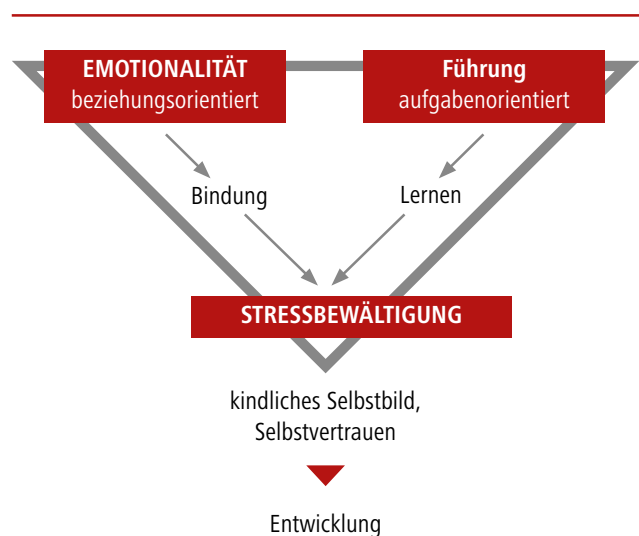 EMOTIONALITÄT
beziehungsorientiert
Führung
aufgabenorientiert
Bindung
Lernen
STRESSBEWÄLTIGUNG
kindliches Selbstbild,
Selbstvertrauen
Entwicklung